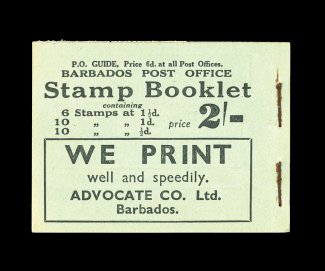 P.O. GUIDE, Price 6d. at all Post Offices.
BARBADOS POST OFFICE
Stamp Booklet
containing
6 Stamps at 1½d.
10 „ „ 1d. price 2/-
10 „ „ ½d.
WE PRINT
well and speedily.
ADVOCATE CO. Ltd.
Barbados.